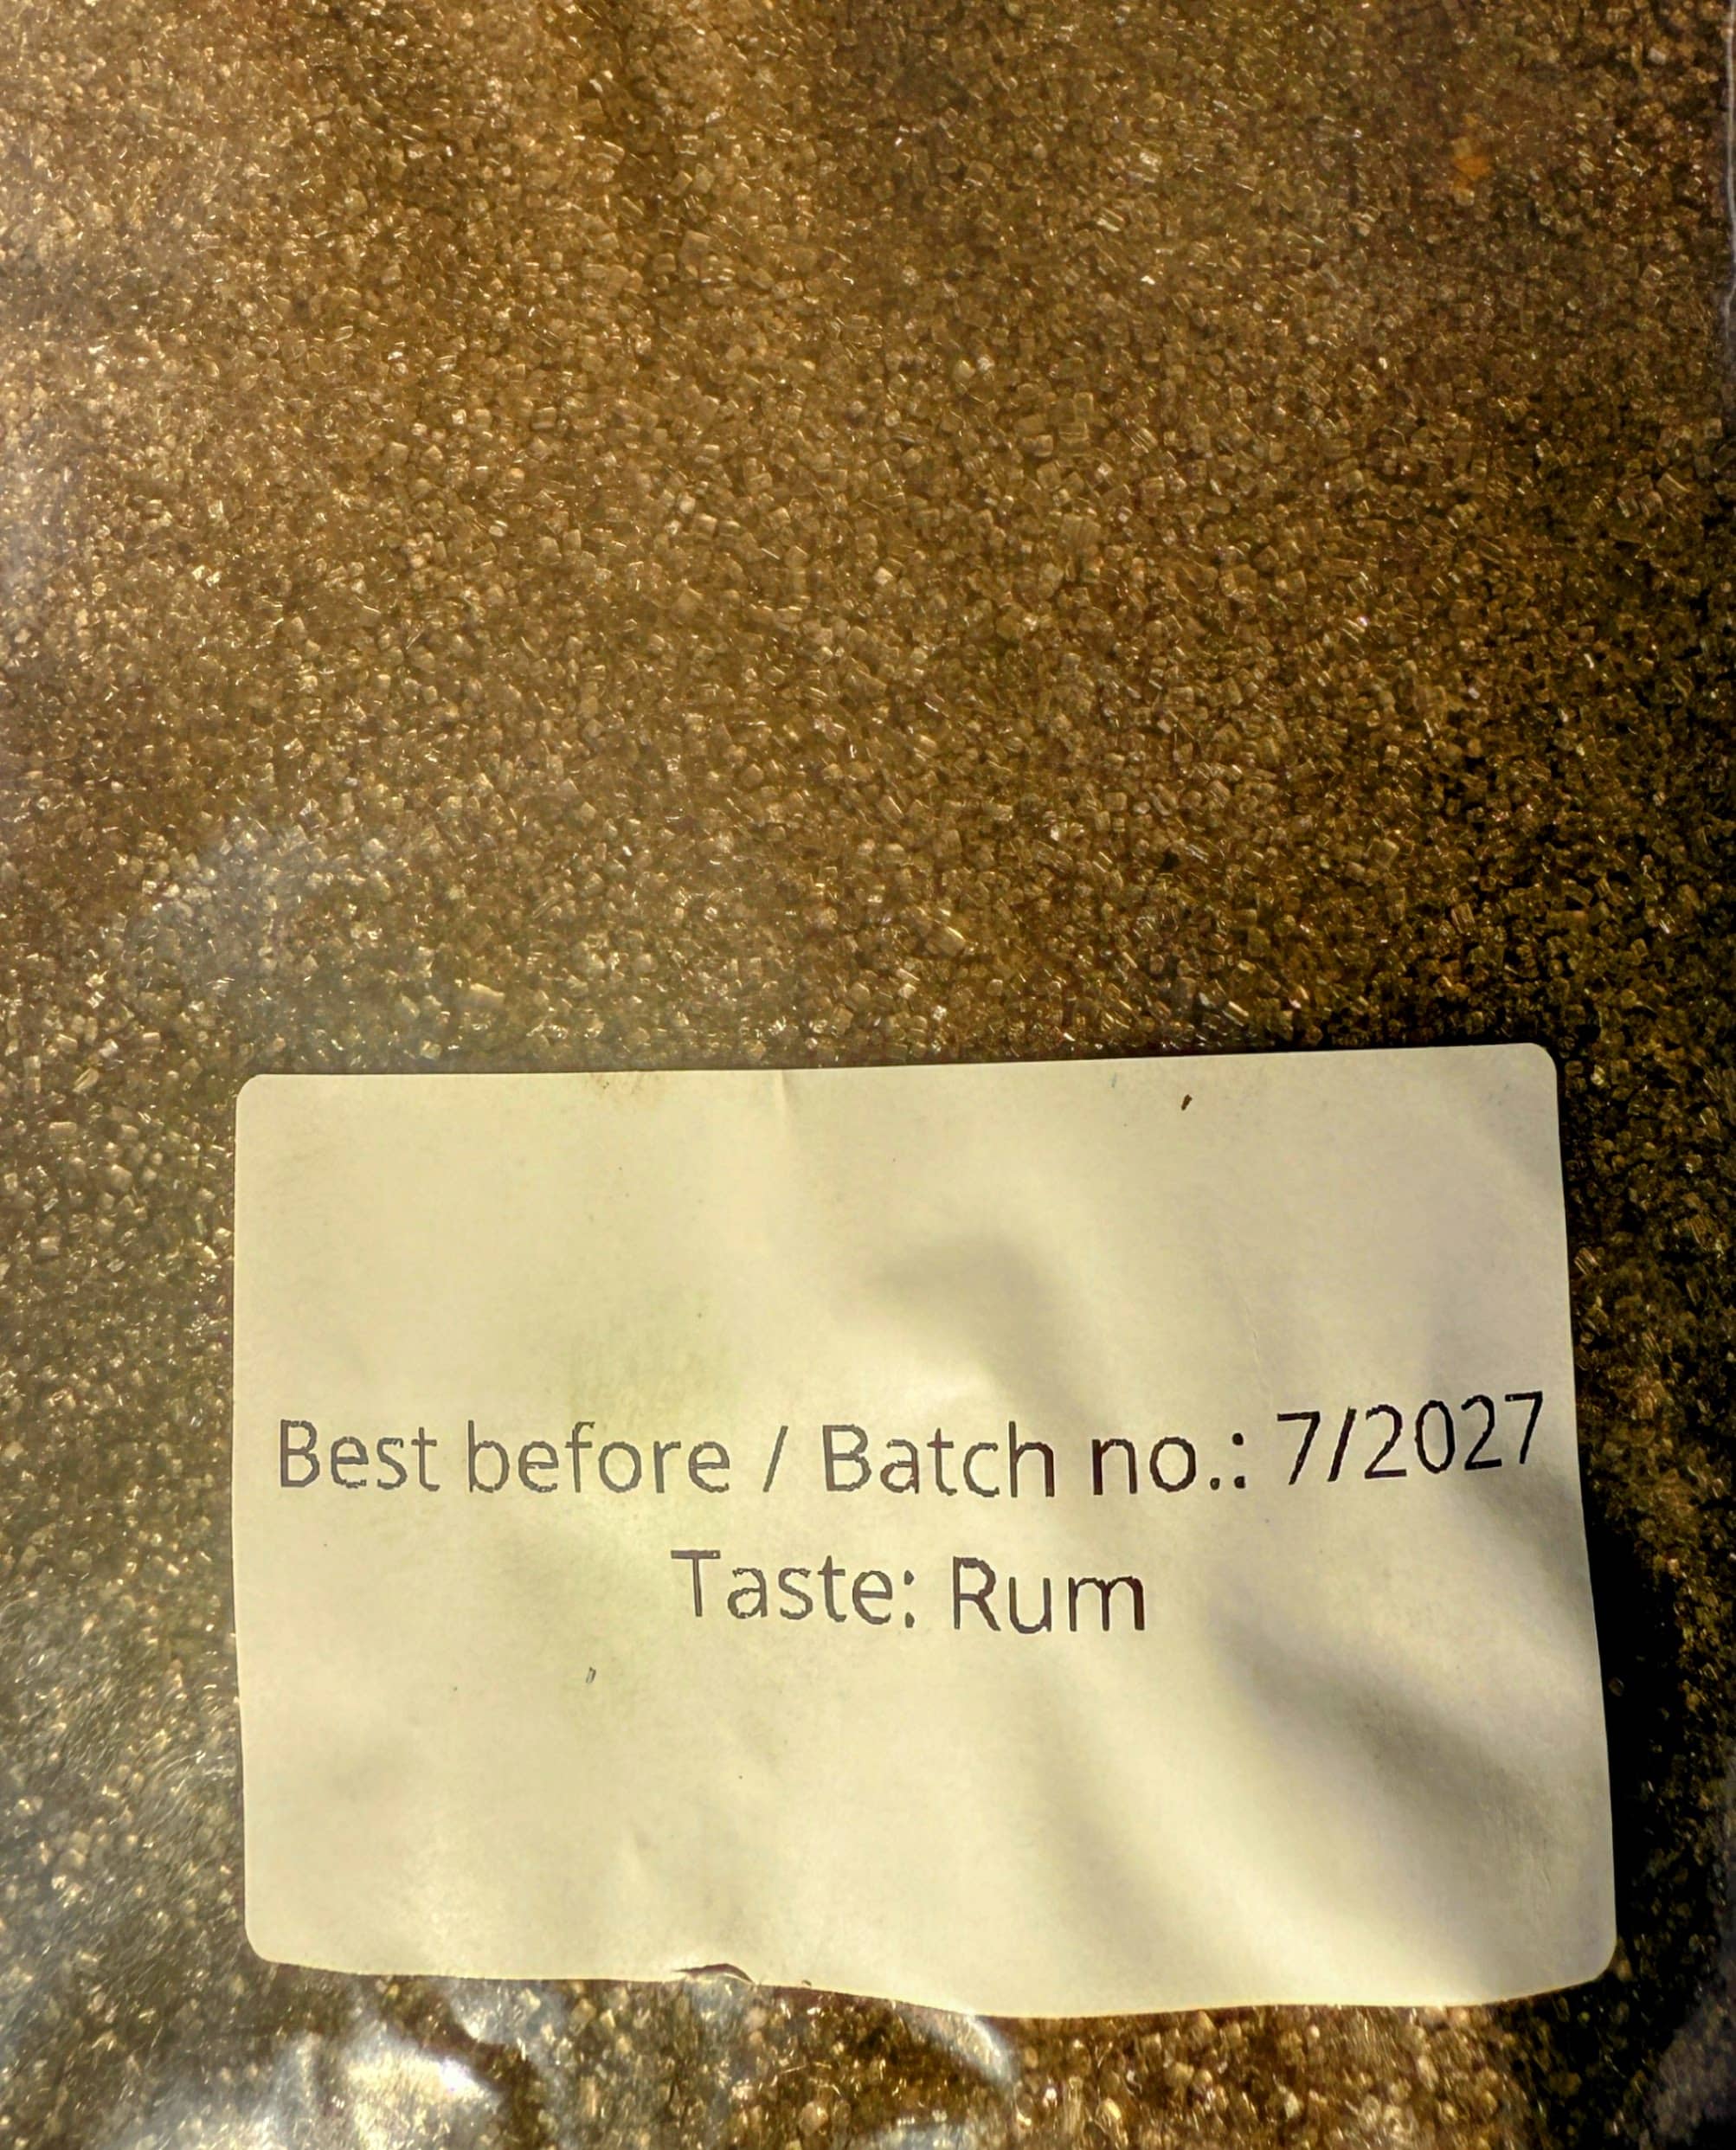 Best before / Batch no.: 7/2027
Taste: Rum